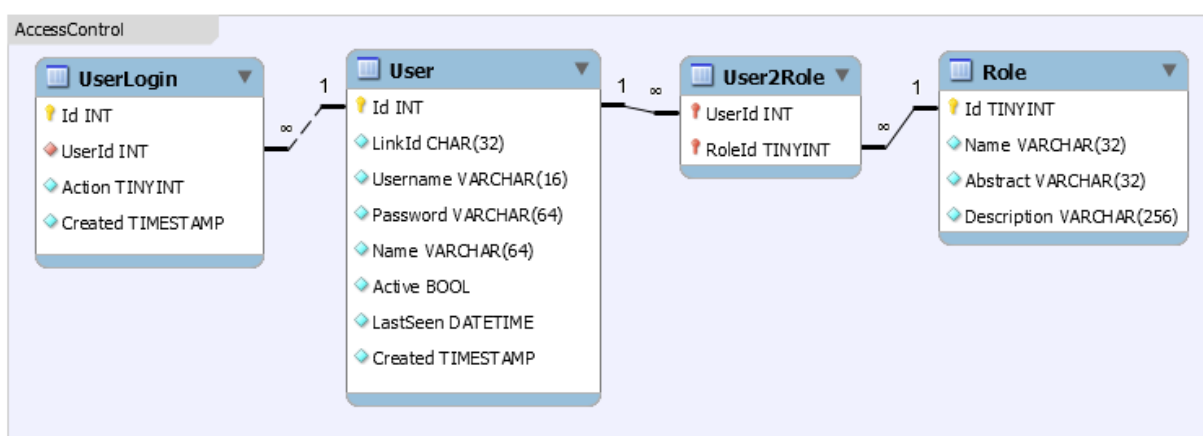 AccessControl
UserLogin
Id INT
UserId INT
Action TINYINT
Created TIMESTAMP
∞
1
User
Id INT
LinkId CHAR(32)
Username VARCHAR(16)
Password VARCHAR(64)
Name VARCHAR(64)
Active BOOL
LastSeen DATETIME
Created TIMESTAMP
1
∞
User2Role
UserId INT
RoleId TINYINT
∞
1
Role
Id TINYINT
Name VARCHAR(32)
Abstract VARCHAR(32)
Description VARCHAR(256)